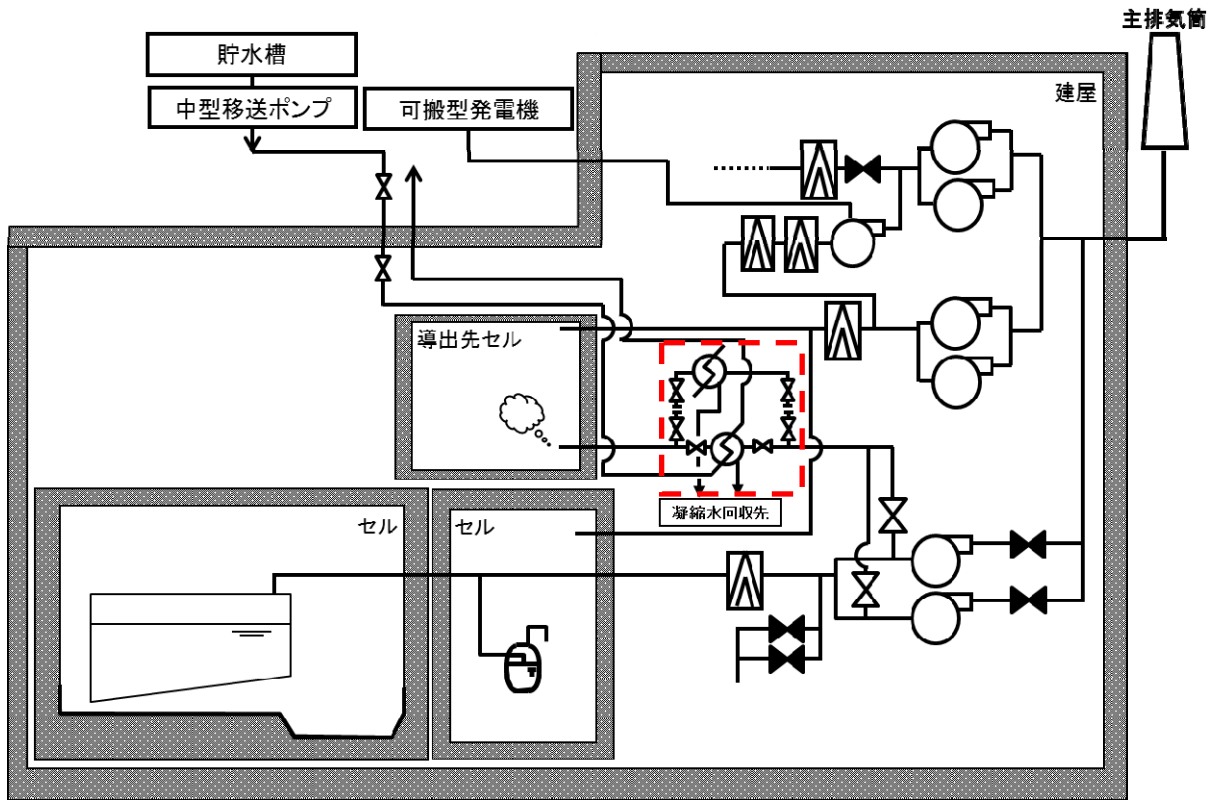 主排気筒
貯水槽
中型移送ポンプ
可搬型発電機
建屋
導出先セル
凝縮水回収先
セル
セル